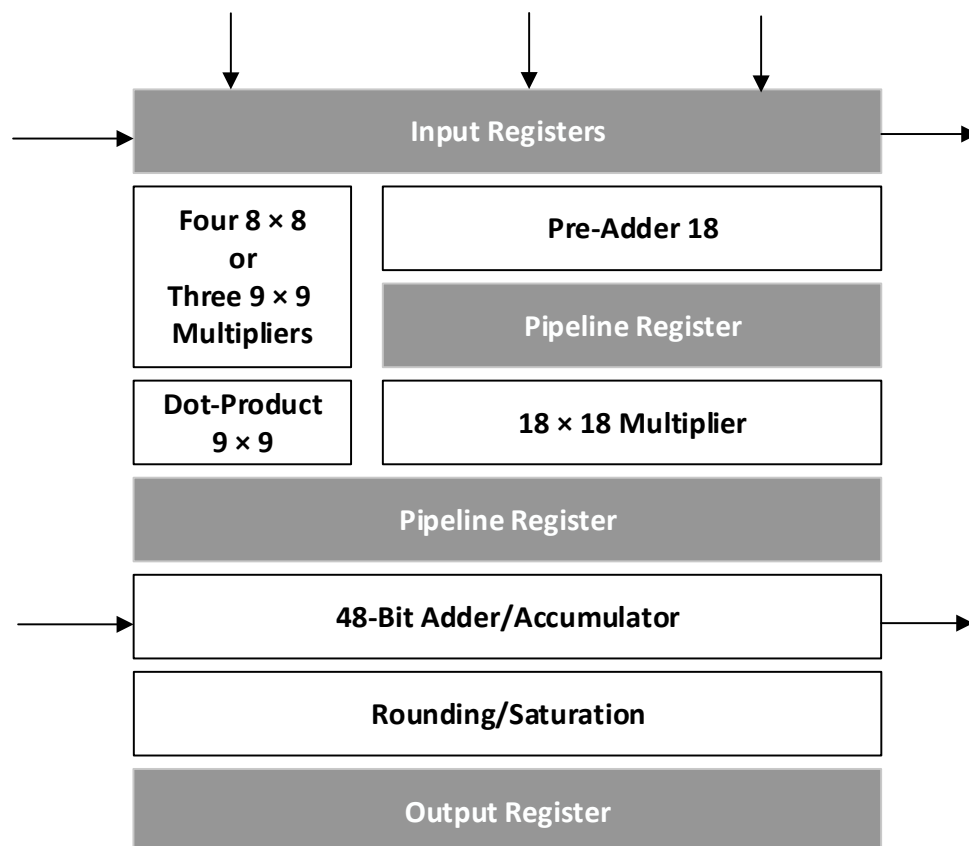 Input Registers
Four 8 × 8
or
Three 9 × 9
Multipliers
Pre-Adder 18
Pipeline Register
Dot-Product
9 × 9
18 × 18 Multiplier
Pipeline Register
48-Bit Adder/Accumulator
Rounding/Saturation
Output Register